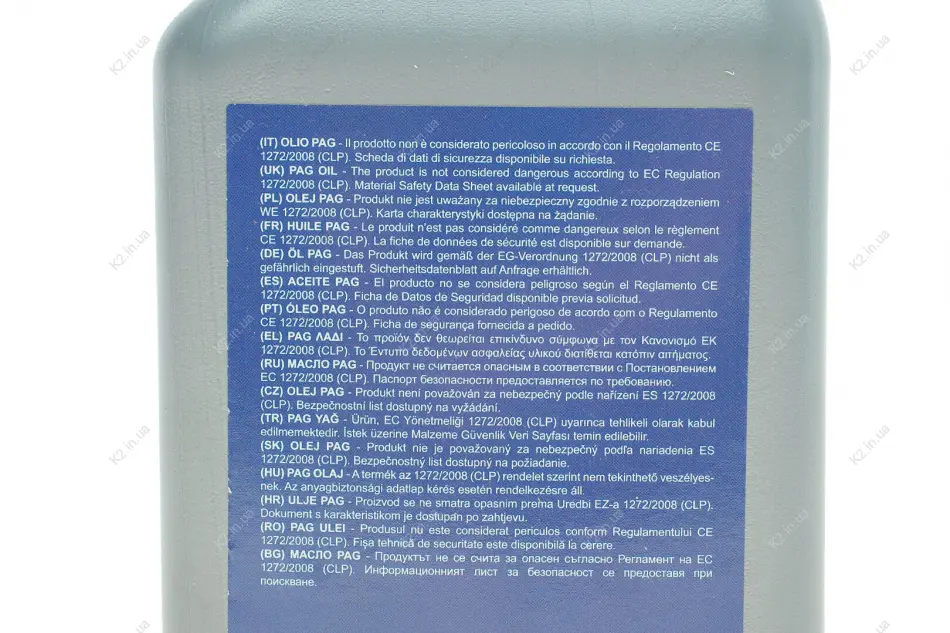 (IT) OLIO PAG - Il prodotto non è considerato pericoloso in accordo con il Regolamento CE
1272/2008 (CLP). Scheda di dati di sicurezza disponibile su richiesta.
(UK) PAG OIL - The product is not considered dangerous according to EC Regulation
1272/2008 (CLP). Material Safety Data Sheet available at request.
(PL) OLEJ PAG - Produkt nie jest uważany za niebezpieczny zgodnie z rozporządzeniem
WE 1272/2008 (CLP). Karta charakterystyki dostępna na żądanie.
(FR) HUILE PAG - Le produit n'est pas considéré comme dangereux selon le règlement
CE 1272/2008 (CLP). La fiche de données de sécurité est disponible sur demande.
(DE) ÖL PAG - Das Produkt wird gemäß der EG-Verordnung 1272/2008 (CLP) nicht als
gefährlich eingestuft. Sicherheitsdatenblatt auf Anfrage erhältlich.
(ES) ACEITE PAG - El producto no se considera peligroso según el Reglamento CE
1272/2008 (CLP). Ficha de Datos de Seguridad disponible previa solicitud.
(PT) ÓLEO PAG - O produto não é considerado perigoso de acordo com o Regulamento
CE 1272/2008 (CLP). Ficha de segurança fornecida a pedido.
(EL) PAG ΛΑΔΙ - Το προϊόν δεν θεωρείται επικίνδυνο σύμφωνα με τον Κανονισμό ΕΚ
1272/2008 (CLP). Το Έντυπο δεδομένων ασφαλείας υλικού διατίθεται κατόπιν αιτήματος.
(RU) МАСЛО PAG - Продукт не считается опасным в соответствии с Постановлением
ЕС 1272/2008 (CLP). Паспорт безопасности предоставляется по требованию.
(CZ) OLEJ PAG - Produkt není považován za nebezpečný podle nařízení ES 1272/2008
(CLP). Bezpečnostní list dostupný na vyžádání.
(TR) PAG YAĞ - Ürün, EC Yönetmeliği 1272/2008 (CLP) uyarınca tehlikeli olarak kabul
edilmemektedir. İstek üzerine Malzeme Güvenlik Veri Sayfası temin edilebilir.
(SK) OLEJ PAG - Produkt nie je považovaný za nebezpečný podľa nariadenia ES
1272/2008 (CLP). Bezpečnostný list dostupný na požiadanie.
(HU) PAG OLAJ - A termék az 1272/2008 (CLP) rendelet szerint nem tekinthető veszélyes-
nek. Az anyagbiztonsági adatlap kérés esetén rendelkezésre áll.
(HR) ULJE PAG - Proizvod se ne smatra opasnim prema Uredbi EZ-a 1272/2008 (CLP).
Dokument s karakteristikom je dostupan po zahtjevu.
(RO) PAG ULEI - Produsul nu este considerat periculos conform Regulamentului CE
1272/2008 (CLP). Fișa tehnică de securitate este disponibilă la cerere.
(BG) МАСЛО PAG - Продуктът не се счита за опасен съгласно Регламент на ЕС
1272/2008 (CLP). Информационният лист за безопасност се предоставя при
поискване.
K2.in.ua